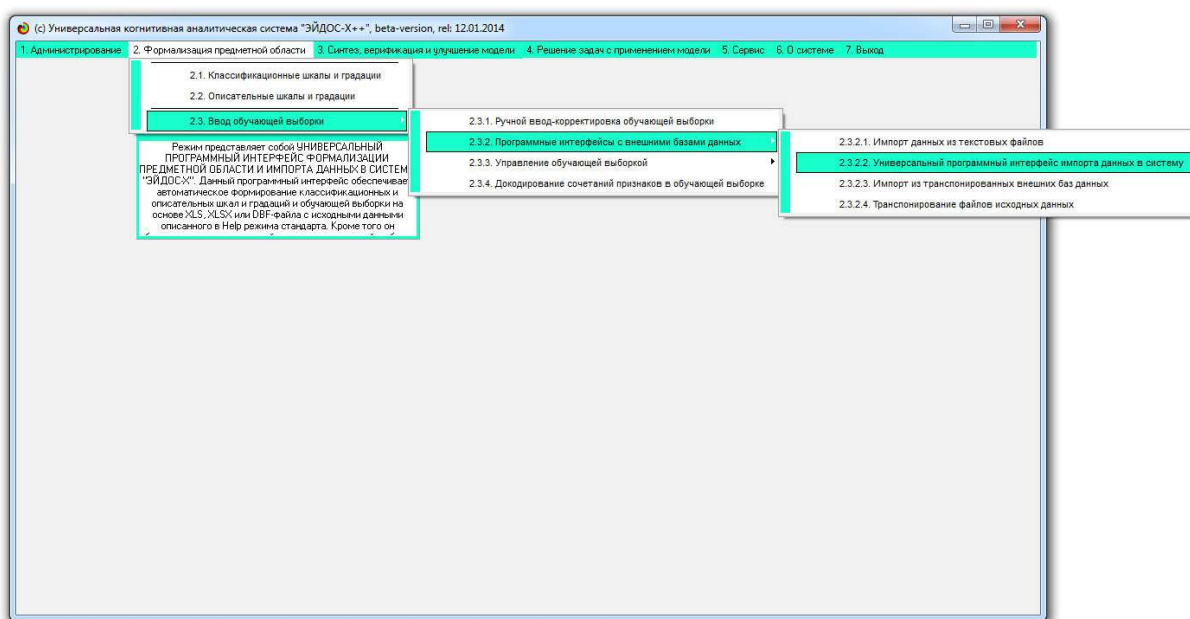 (c) Универсальная когнитивная аналитическая система "ЭЙДОС-X++", beta-version, rel: 12.01.2014
1. Администрирование 2. Формализация предметной области 3. Синтез, верификация и улучшение модели 4. Решение задач с применением модели 5. Сервис 6. О системе 7. Выход
2.1. Классификационные шкалы и градации
2.2. Описательные шкалы и градации
2.3. Ввод обучающей выборки
2.3.1. Ручной ввод-корректировка обучающей выборки
2.3.2. Программные интерфейсы с внешними базами данных
2.3.3. Управление обучающей выборкой
2.3.4. Докодирование сочетаний признаков в обучающей выборке
2.3.2.1. Импорт данных из текстовых файлов
2.3.2.2. Универсальный программный интерфейс импорта данных в систему
2.3.2.3. Импорт из транспонированных внешних баз данных
2.3.2.4. Транспонирование файлов исходных данных
Режим представляет собой УНИВЕРСАЛЬНЫЙ
ПРОГРАММНЫЙ ИНТЕРФЕЙС ФОРМАЛИЗАЦИИ
ПРЕДМЕТНОЙ ОБЛАСТИ И ИМПОРТА ДАННЫХ В СИСТЕМ
"ЭЙДОС-X". Данный программный интерфейс обеспечивает
автоматическое формирование классификационных и
описательных шкал и градаций и обучающей выборки на
основе XLS, XLSX или DBF-файла с исходными данными
описанного в Help режима стандарта. Кроме того он